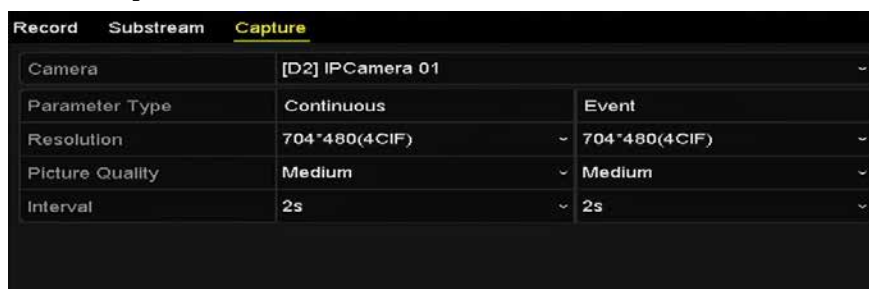 Record Substream Capture
Camera [D2] IPCamera 01
Parameter Type Continuous Event
Resolution 704*480(4CIF) 704*480(4CIF)
Picture Quality Medium Medium
Interval 2s 2s